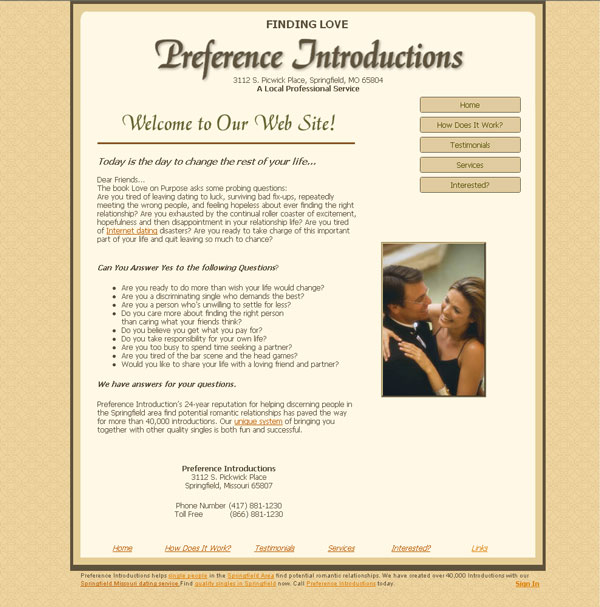 FINDING LOVE
Preference Introductions
3112 S. Picwick Place, Springfield, MO 65804
A Local Professional Service
Home
How Does It Work?
Testimonials
Services
Interested?
Welcome to Our Web Site!
Today is the day to change the rest of your life...
Dear Friends...
The book Love on Purpose asks some probing questions:
Are you tired of leaving dating to luck, surviving bad fix-ups, repeatedly
meeting the wrong people, and feeling hopeless about ever finding the right
relationship? Are you exhausted by the continual roller coaster of excitement,
hopefulness and then disappointment in your relationship life? Are you tired
of Internet dating disasters? Are you ready to take charge of this important
part of your life and quit leaving so much to chance?
Can You Answer Yes to the following Questions?
• Are you ready to do more than wish your life would change?
• Are you a discriminating single who demands the best?
• Are you a person who's unwilling to settle for less?
• Do you care more about finding the right person
than caring what your friends think?
• Do you believe you get what you pay for?
• Do you take responsibility for your own life?
• Are you too busy to spend time seeking a partner?
• Are you tired of the bar scene and the head games?
• Would you like to share your life with a loving friend and partner?
We have answers for your questions.
Preference Introduction's 24-year reputation for helping discerning people in
the Springfield area find potential romantic relationships has paved the way
for more than 40,000 introductions. Our unique system of bringing you
together with other quality singles is both fun and successful.
Preference Introductions
3112 S. Pickwick Place
Springfield, Missouri 65807
Phone Number (417) 881-1230
Toll Free (866) 881-1230
Home How Does It Work? Testimonials Services Interested? Links
Preference Introductions helps single people in the Springfield Area find potential romantic relationships. We have created over 40,000 Introductions with our
Springfield Missouri dating service. Find quality singles in Springfield now. Call Preference Introductions today.
Sign In